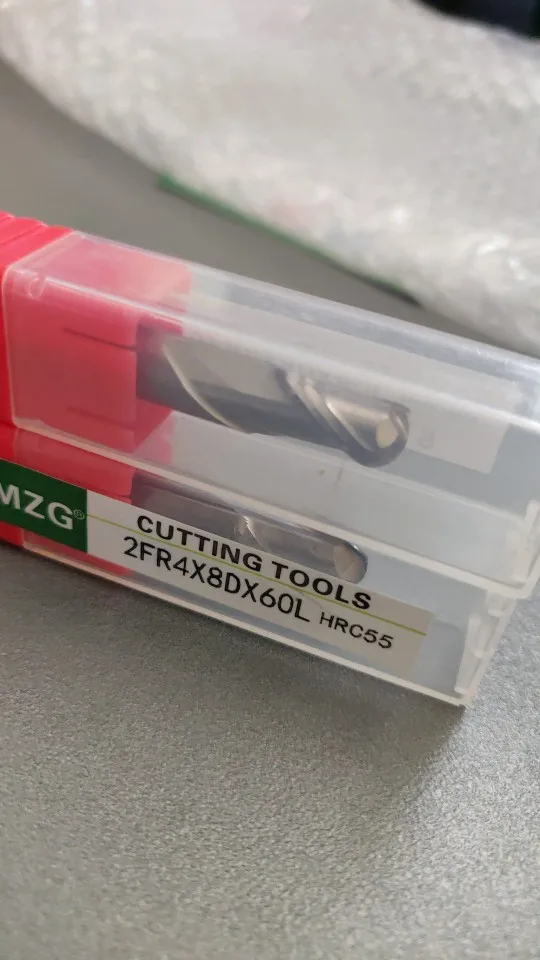 MZG®
CUTTING TOOLS
2FR4X8DX60L HRC55